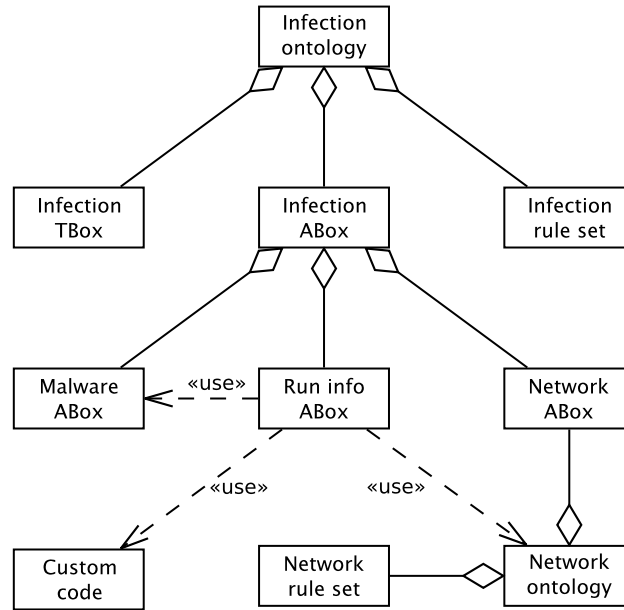 Infection
ontology
Infection
TBox
Infection
ABox
Infection
rule set
Malware
ABox
«use»
Run info
ABox
Network
ABox
«use»
«use»
Custom
code
Network
rule set
Network
ontology